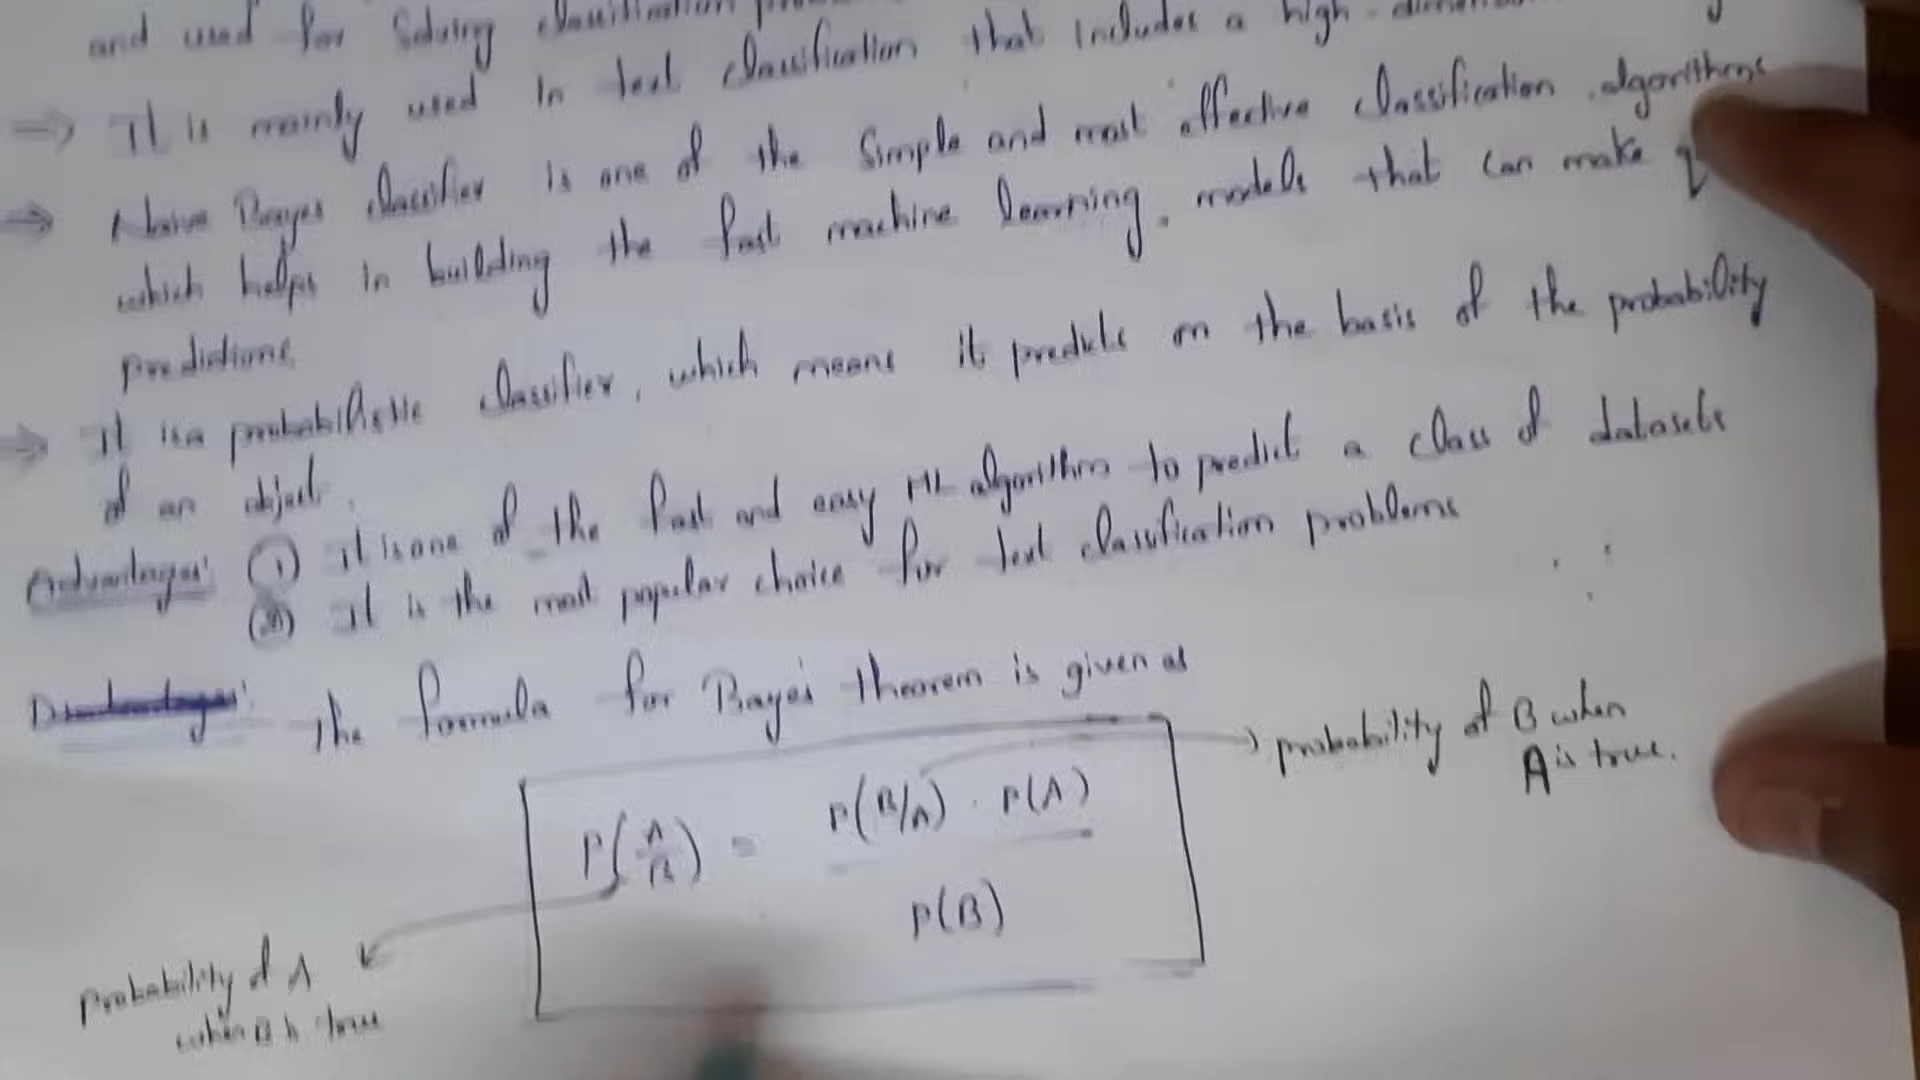 and used for Solving classification
=> It is mainly used in text classification that includes a high-dimensional
=> Naive Bayes classifier is one of the Simple and most effective classification algorithms
which helps in building the fast machine learning models that can make
predictions
=> It is a probabilistic classifier, which means it predicts on the basis of the probability
of an object.
Advantages: (i) it is one of the fast and easy ML algorithms to predict a class of datasets
(ii) It is the most popular choice for text classification problems
The formula for Baye's theorem is given as
P(A/B) = P(B/A) . P(A) / P(B)
probability of B when
A is true.
Probability of A
when B is true